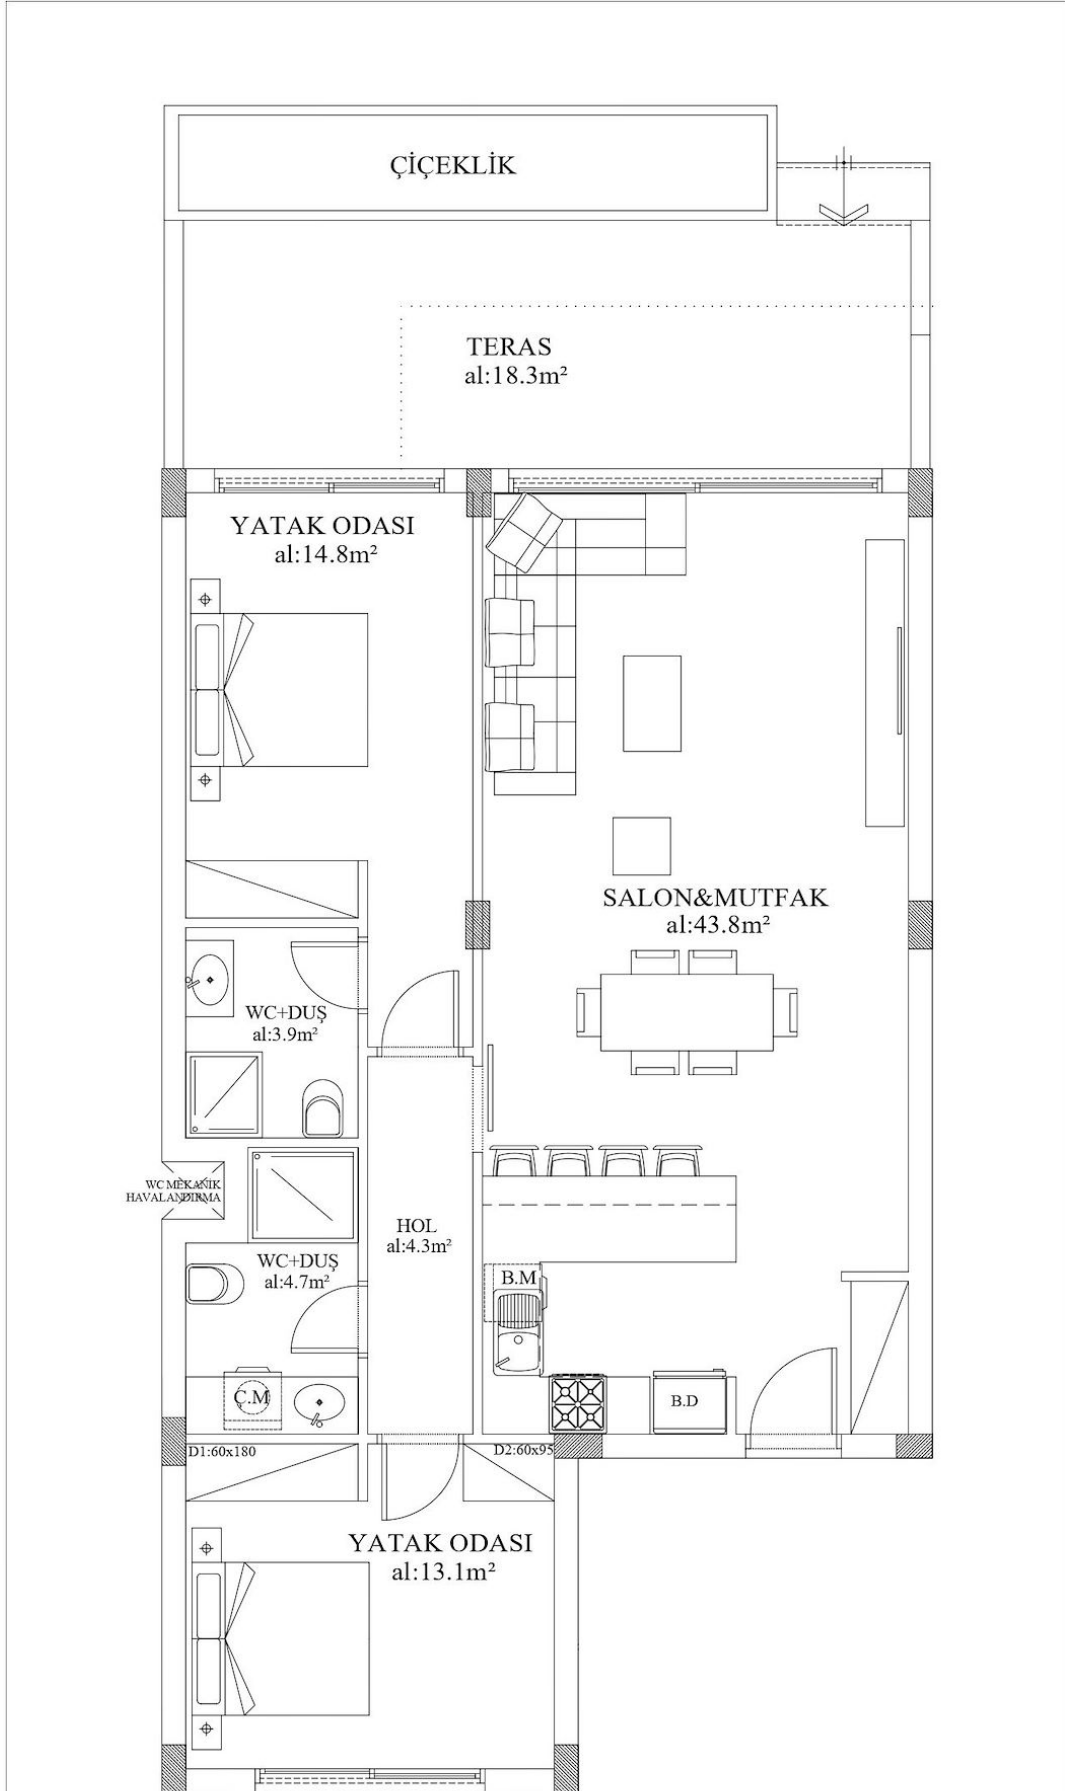 ÇİÇEKLİK
TERAS
al:18.3m²
YATAK ODASI
al:14.8m²
SALON&MUTFAK
al:43.8m²
WC+DUŞ
al:3.9m²
WC MEKANIK
HAVALANDIRMA
HOL
al:4.3m²
WC+DUŞ
al:4.7m²
B.M
Ç.M
B.D
D1:60x180
D2:60x95
YATAK ODASI
al:13.1m²